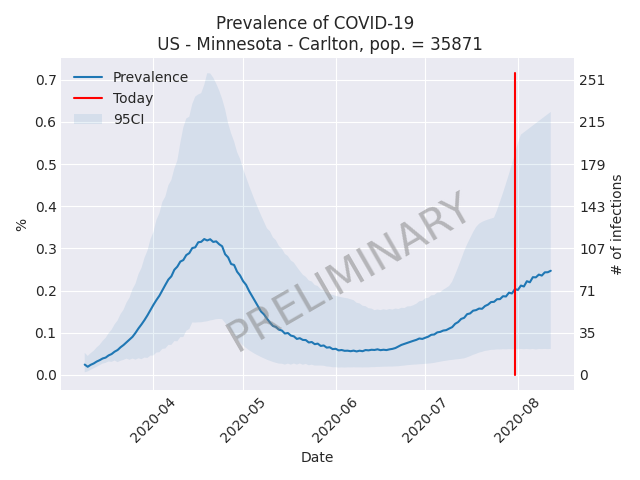 Prevalence of COVID-19
US - Minnesota - Carlton, pop. = 35871
Prevalence
Today
95CI
PRELIMINARY
%
0.7
0.6
0.5
0.4
0.3
0.2
0.1
0.0
251
215
179
143
107
71
35
0
# of infections
2020-04
2020-05
2020-06
2020-07
2020-08
Date